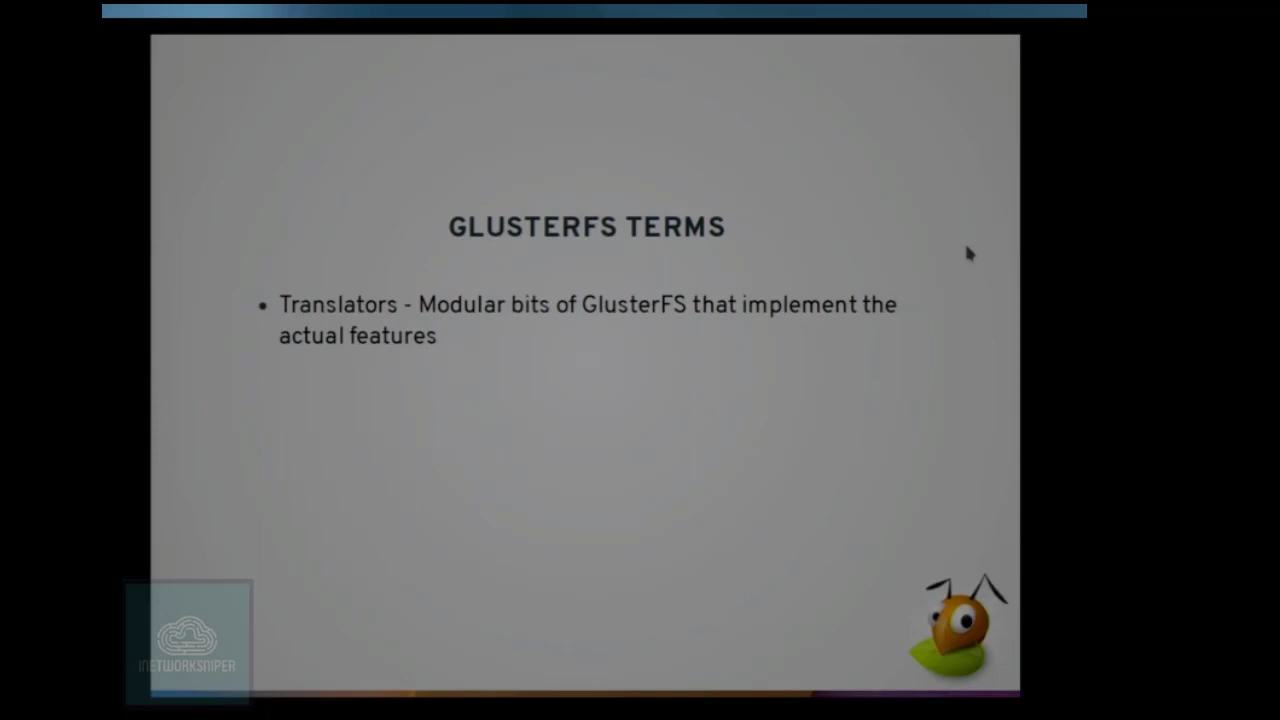 GLUSTERFS TERMS
• Translators - Modular bits of GlusterFS that implement the
actual features
INETWORKSNIPER